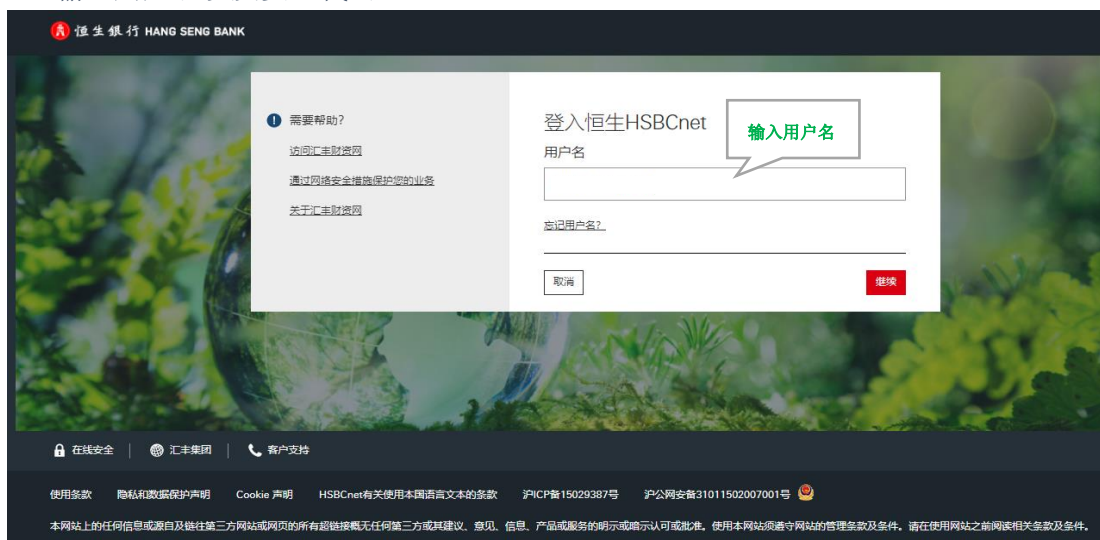 恒生銀行 HANG SENG BANK
需要帮助?
访问汇丰财资网
通过网络安全措施保护您的业务
关于汇丰财资网
登入恒生HSBCnet
输入用户名
用户名
忘记用户名?
取消
继续
在线安全 | 汇丰集团 | 客户支持
使用条款 隐私和数据保护声明 Cookie 声明 HSBCnet有关使用本国语言文本的条款 沪ICP备15029387号 沪公网安备31011502007001号
本网站上的任何信息或源自及链往第三方网站或网页的所有超链接概无任何第三方或其建议、意见、信息、产品或服务的明示或暗示认可或批准。使用本网站须遵守网站的管理条款及条件。请在使用网站之前阅读相关条款及条件。